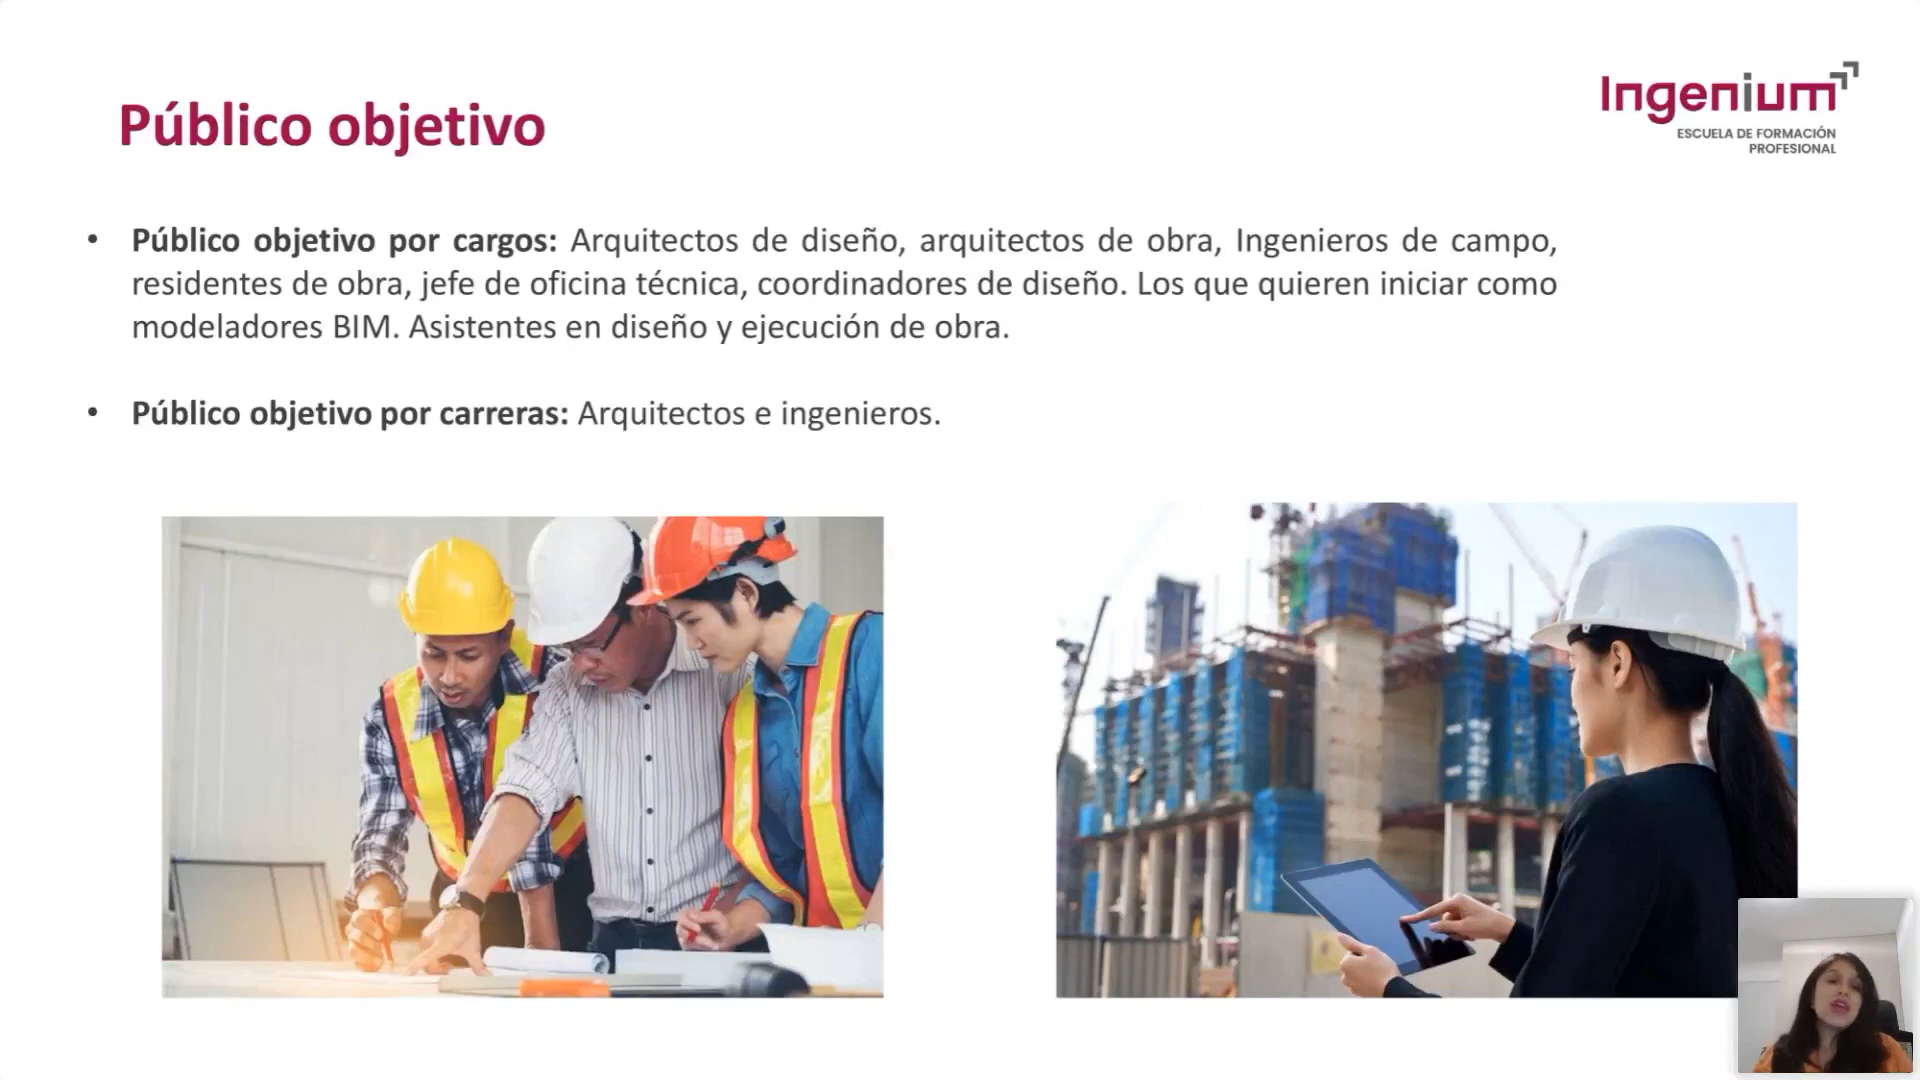 Público objetivo
Ingenium
ESCUELA DE FORMACIÓN
PROFESIONAL
• Público objetivo por cargos: Arquitectos de diseño, arquitectos de obra, Ingenieros de campo,
residentes de obra, jefe de oficina técnica, coordinadores de diseño. Los que quieren iniciar como
modeladores BIM. Asistentes en diseño y ejecución de obra.
• Público objetivo por carreras: Arquitectos e ingenieros.